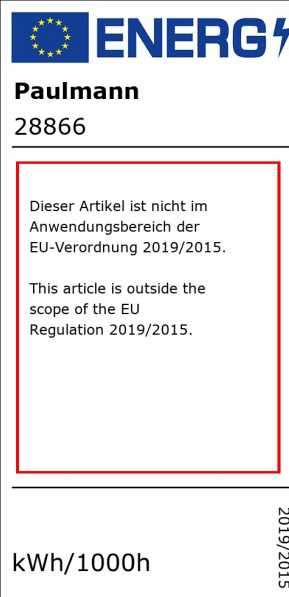 ENERG
Paulmann
28866
Dieser Artikel ist nicht im
Anwendungsbereich der
EU-Verordnung 2019/2015.
This article is outside the
scope of the EU
Regulation 2019/2015.
2019/2015
kWh/1000h